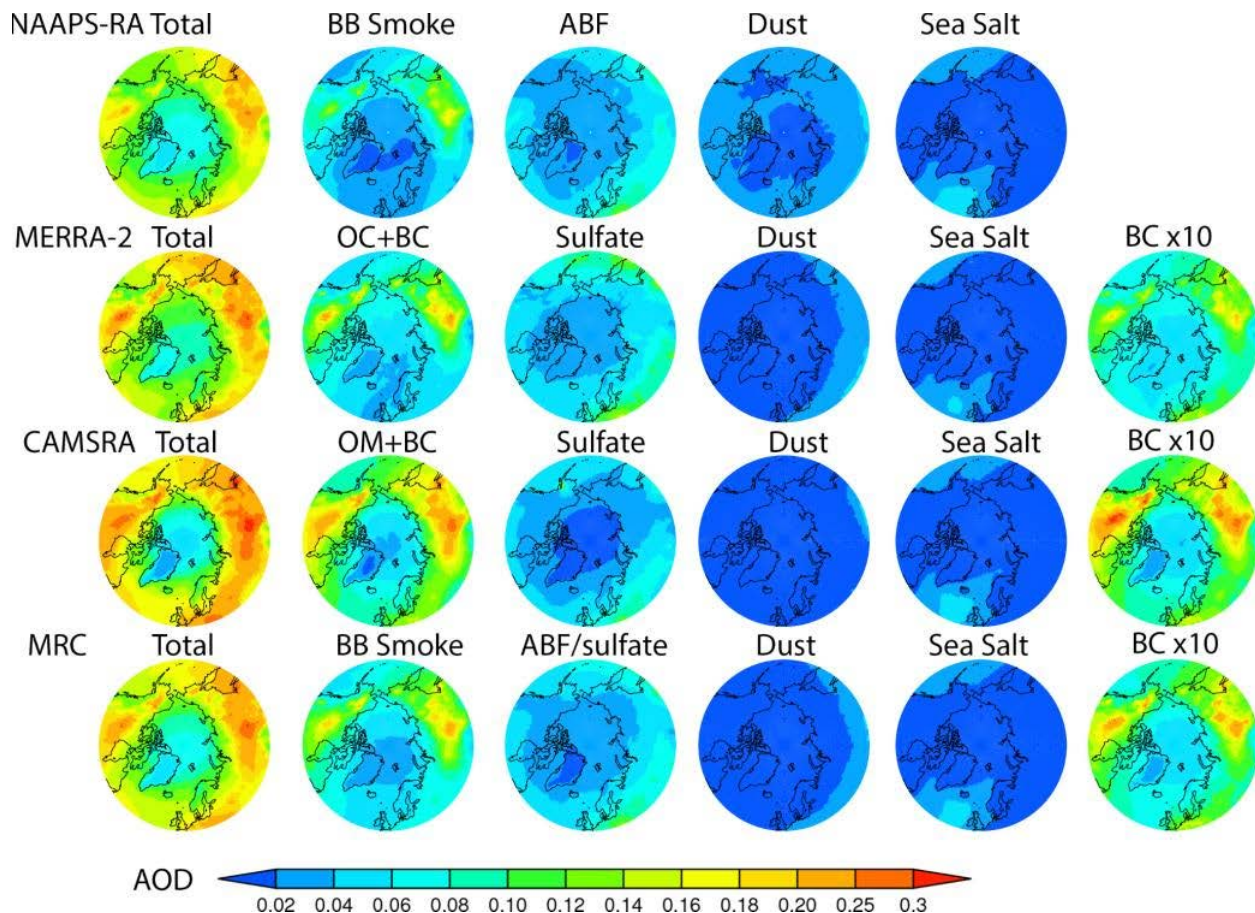 NAAPS-RA Total BB Smoke ABF Dust Sea Salt
MERRA-2 Total OC+BC Sulfate Dust Sea Salt BC x10
CAMSRA Total OM+BC Sulfate Dust Sea Salt BC x10
MRC Total BB Smoke ABF/sulfate Dust Sea Salt BC x10
AOD
0.02 0.04 0.06 0.08 0.10 0.12 0.14 0.16 0.18 0.20 0.25 0.3